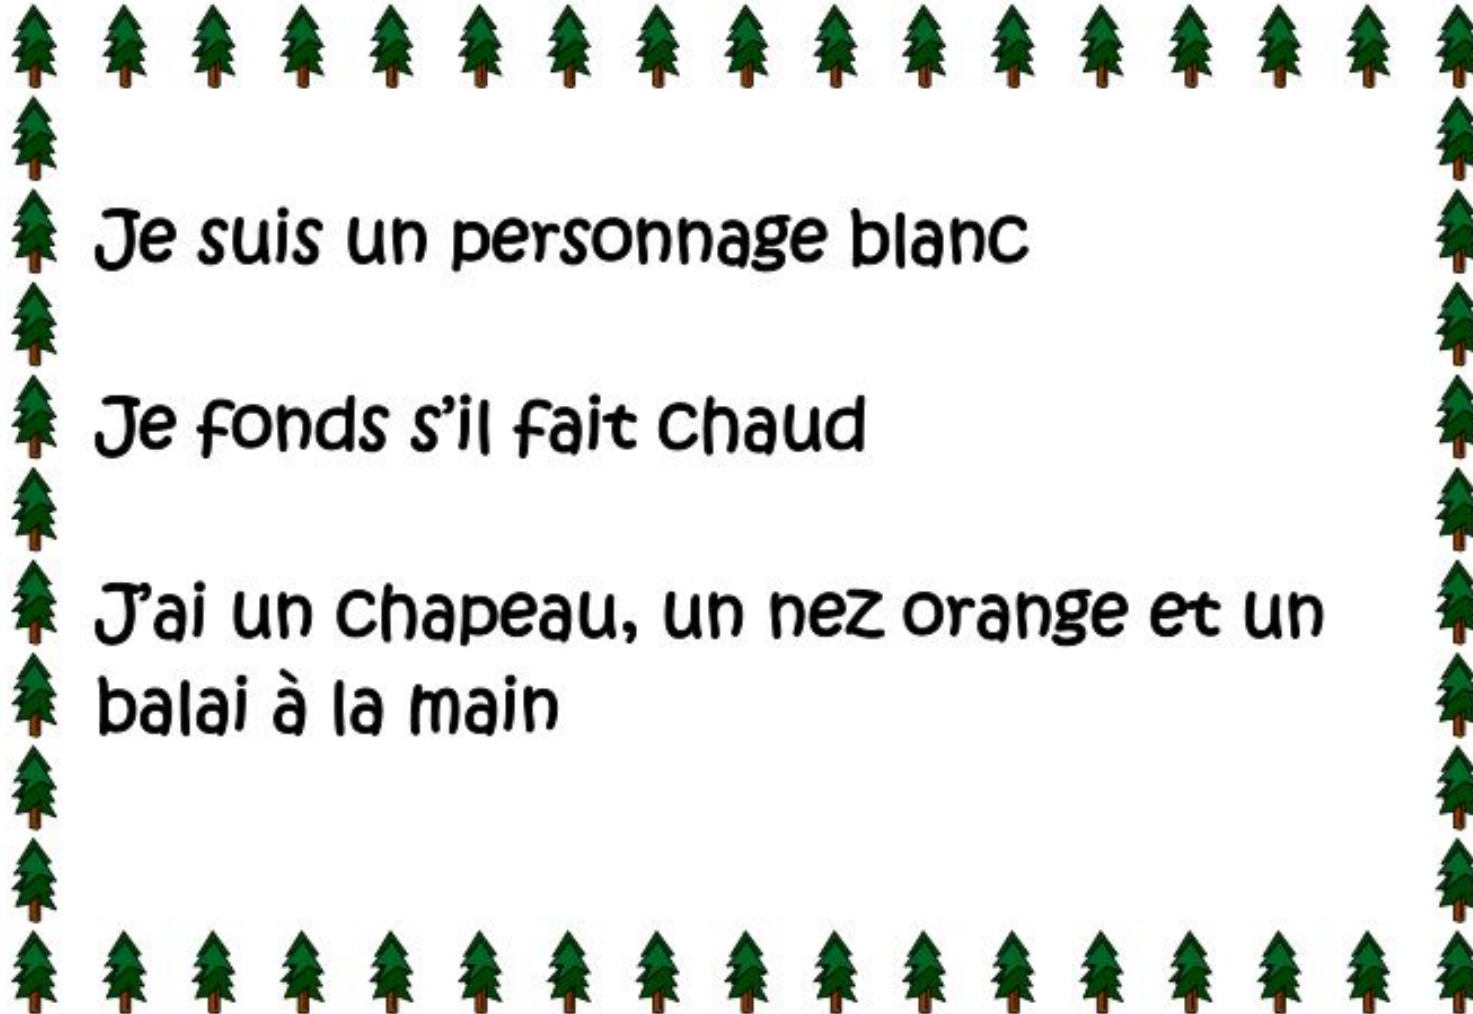 Je suis un personnage blanc
Je fonds s’il fait chaud
J’ai un chapeau, un nez orange et un
balai à la main